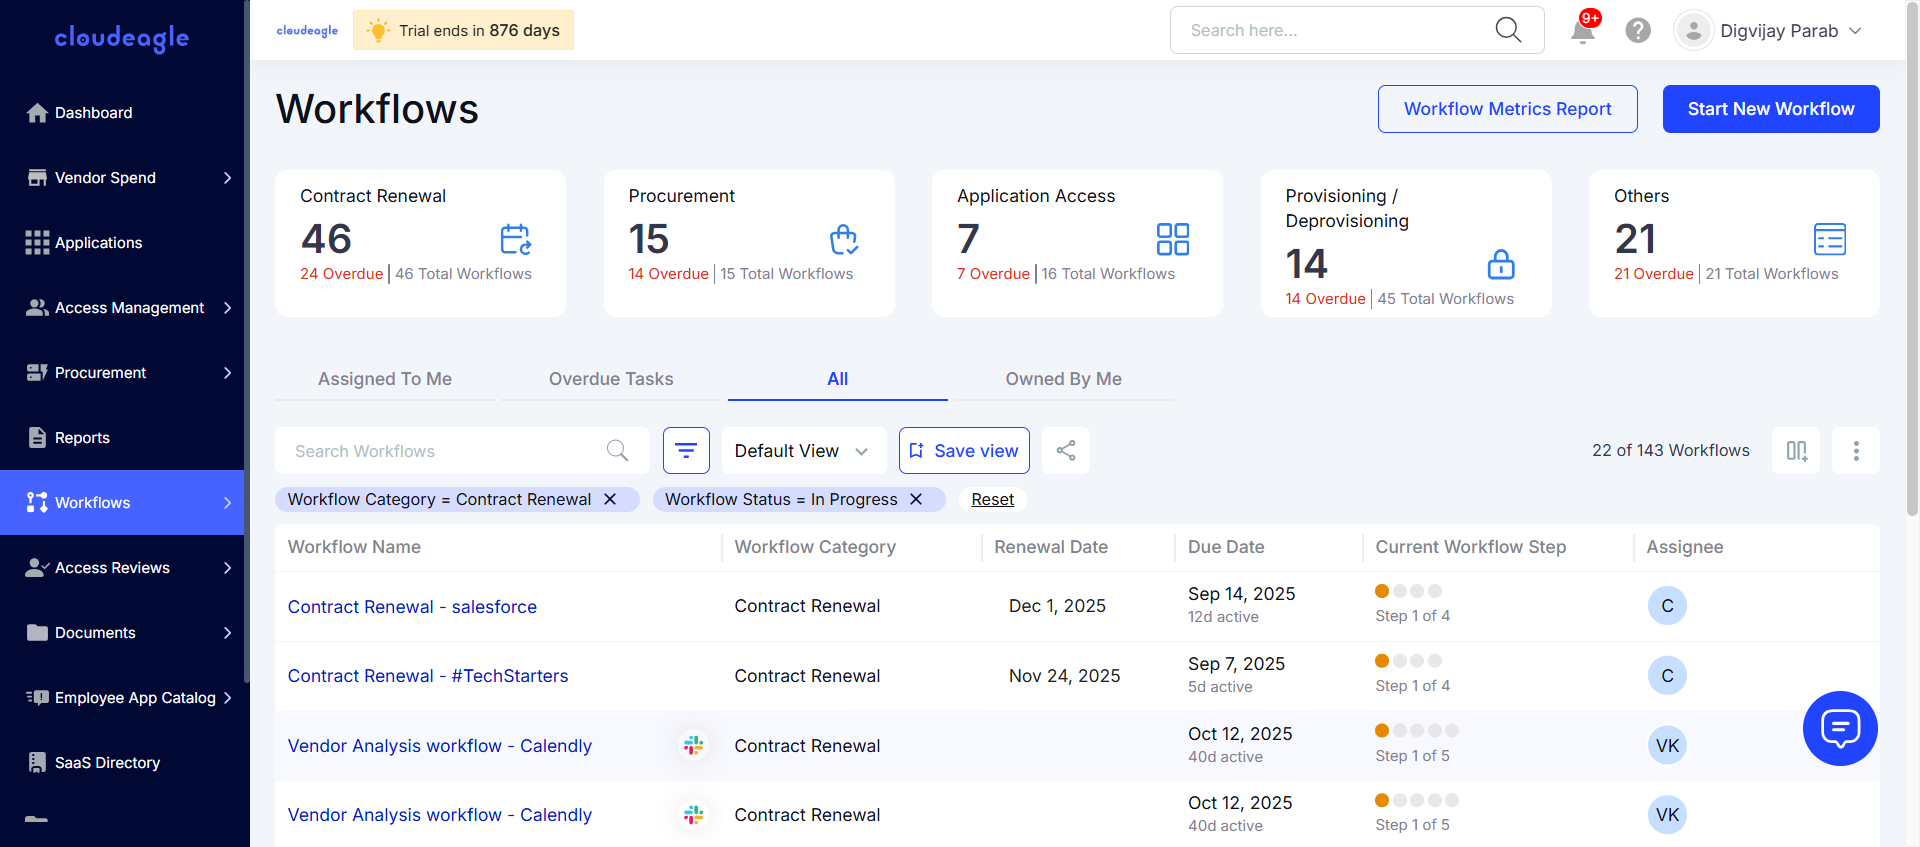 cloudeagle
Dashboard
Vendor Spend
Applications
Access Management
Procurement
Reports
Workflows
Access Reviews
Documents
Employee App Catalog
SaaS Directory
cloudeagle
Trial ends in 876 days
Search here...
9+
Digvijay Parab
Workflows
Workflow Metrics Report
Start New Workflow
Contract Renewal
46
24 Overdue | 46 Total Workflows
Procurement
15
14 Overdue | 15 Total Workflows
Application Access
7
7 Overdue | 16 Total Workflows
Provisioning /
Deprovisioning
14
14 Overdue | 45 Total Workflows
Others
21
21 Overdue | 21 Total Workflows
Assigned To Me
Overdue Tasks
All
Owned By Me
Search Workflows
Default View
Save view
22 of 143 Workflows
Workflow Category = Contract Renewal
Workflow Status = In Progress
Reset
Workflow Name
Workflow Category
Renewal Date
Due Date
Current Workflow Step
Assignee
Contract Renewal - salesforce
Contract Renewal
Dec 1, 2025
Sep 14, 2025
12d active
Step 1 of 4
C
Contract Renewal - #TechStarters
Contract Renewal
Nov 24, 2025
Sep 7, 2025
5d active
Step 1 of 4
C
Vendor Analysis workflow - Calendly
Contract Renewal
Oct 12, 2025
40d active
Step 1 of 5
VK
Vendor Analysis workflow - Calendly
Contract Renewal
Oct 12, 2025
40d active
Step 1 of 5
VK